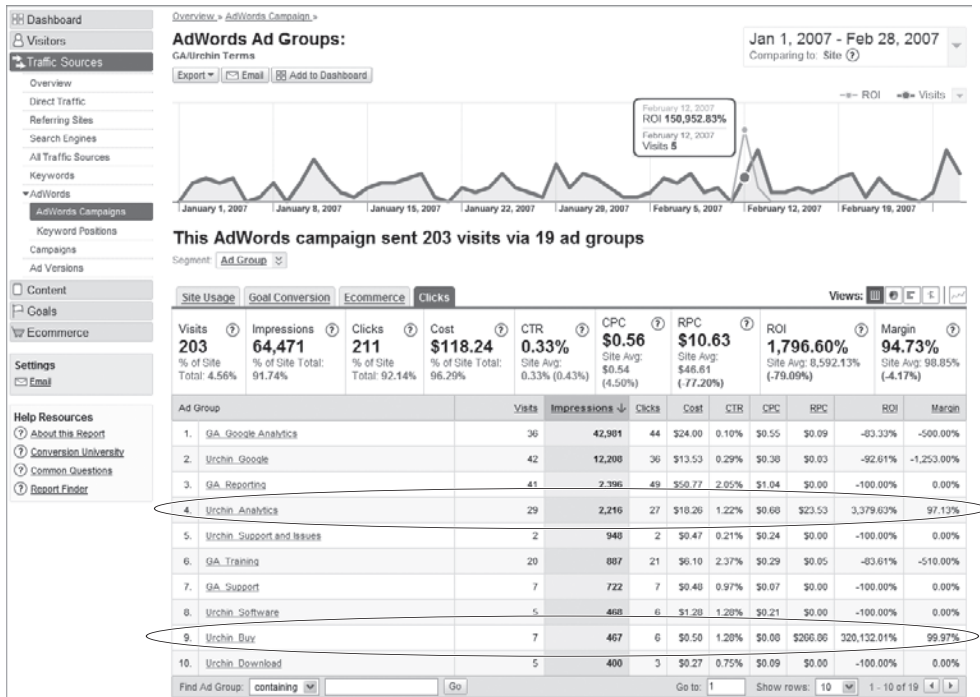 Dashboard
Visitors
Traffic Sources
Overview
Direct Traffic
Referring Sites
Search Engines
All Traffic Sources
Keywords
AdWords
AdWords Campaigns
Keyword Positions
Campaigns
Ad Versions
Content
Goals
Ecommerce
Settings
Email
Help Resources
About this Report
Conversion University
Common Questions
Report Finder
Overview » AdWords Campaign »
AdWords Ad Groups:
GA/Urchin Terms
Export Email Add to Dashboard
Jan 1, 2007 - Feb 28, 2007
Comparing to: Site
ROI Visits
February 12, 2007
ROI 150,952.83%
February 12, 2007
Visits 5
January 1, 2007 January 8, 2007 January 15, 2007 January 22, 2007 January 29, 2007 February 5, 2007 February 12, 2007 February 19, 2007
This AdWords campaign sent 203 visits via 19 ad groups
Segment: Ad Group
Site Usage Goal Conversion Ecommerce Clicks
Views:
Visits
203
% of Site Total: 4.56%
Impressions
64,471
% of Site Total: 91.74%
Clicks
211
% of Site Total: 92.14%
Cost
$118.24
% of Site Total: 96.29%
CTR
0.33%
Site Avg: 0.33% (0.43%)
CPC
$0.56
Site Avg: $0.54 (4.50%)
RPC
$10.63
Site Avg: $46.61 (-77.20%)
ROI
1,796.60%
Site Avg: 8,592.13% (-79.09%)
Margin
94.73%
Site Avg: 98.85% (-4.17%)
Ad Group Visits Impressions Clicks Cost CTR CPC RPC ROI Margin
1. GA Google Analytics 36 42,981 44 $24.00 0.10% $0.55 $0.09 -83.33% -500.00%
2. Urchin Google 42 12,208 36 $13.53 0.29% $0.38 $0.03 -92.61% -1,253.00%
3. GA Reporting 41 2,396 49 $50.77 2.05% $1.04 $0.00 -100.00% 0.00%
4. Urchin Analytics 29 2,216 27 $18.26 1.22% $0.68 $23.53 3,379.63% 97.13%
5. Urchin Support and Issues 2 948 2 $0.47 0.21% $0.24 $0.00 -100.00% 0.00%
6. GA Training 20 887 21 $6.10 2.37% $0.29 $0.05 -83.61% -510.00%
7. GA Support 7 722 7 $0.48 0.97% $0.07 $0.00 -100.00% 0.00%
8. Urchin Software 5 468 6 $1.28 1.28% $0.21 $0.00 -100.00% 0.00%
9. Urchin Buy 7 467 6 $0.50 1.28% $0.08 $266.86 320,132.01% 99.97%
10. Urchin Download 5 400 3 $0.27 0.75% $0.09 $0.00 -100.00% 0.00%
Find Ad Group: containing Go Go to: 1 Show rows: 10 1 - 10 of 19